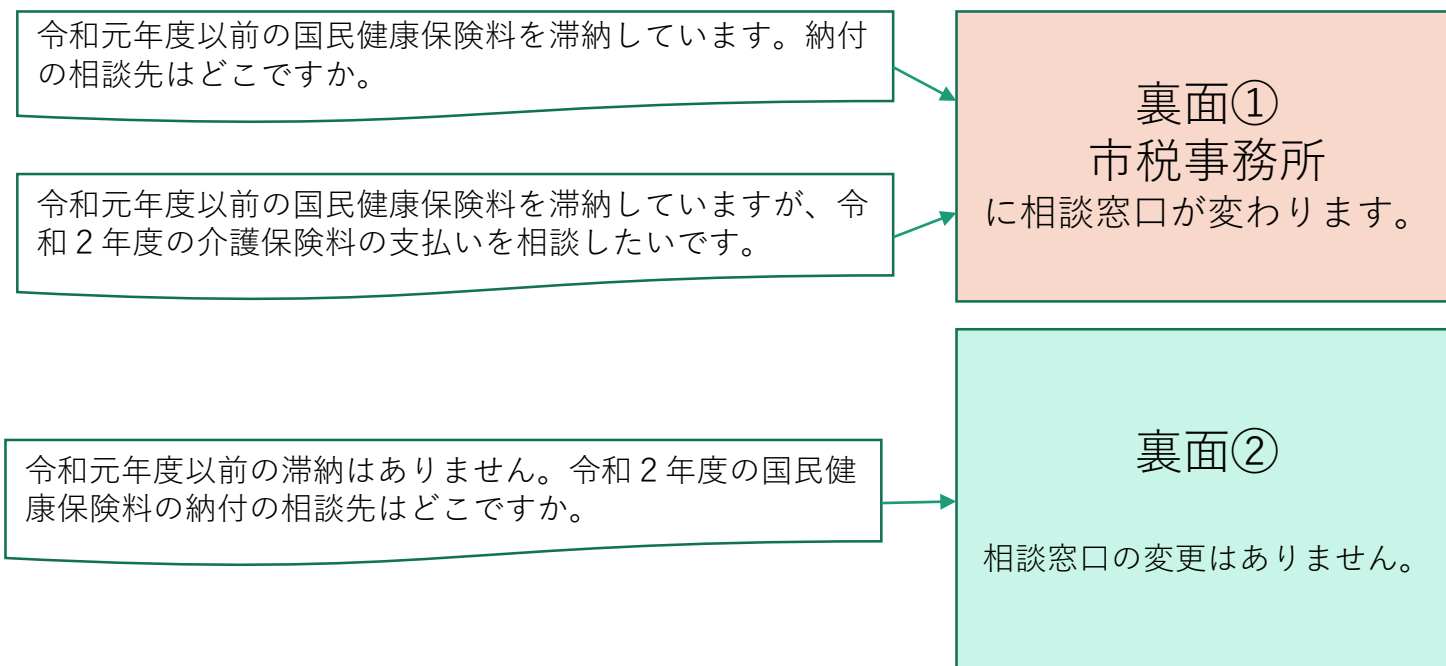 令和元年度以前の国民健康保険料を滞納しています。納付
の相談先はどこですか。
令和元年度以前の国民健康保険料を滞納していますが、令
和２年度の介護保険料の支払いを相談したいです。
裏面①
市税事務所
に相談窓口が変わります。
令和元年度以前の滞納はありません。令和２年度の国民健
康保険料の納付の相談先はどこですか。
裏面②
相談窓口の変更はありません。